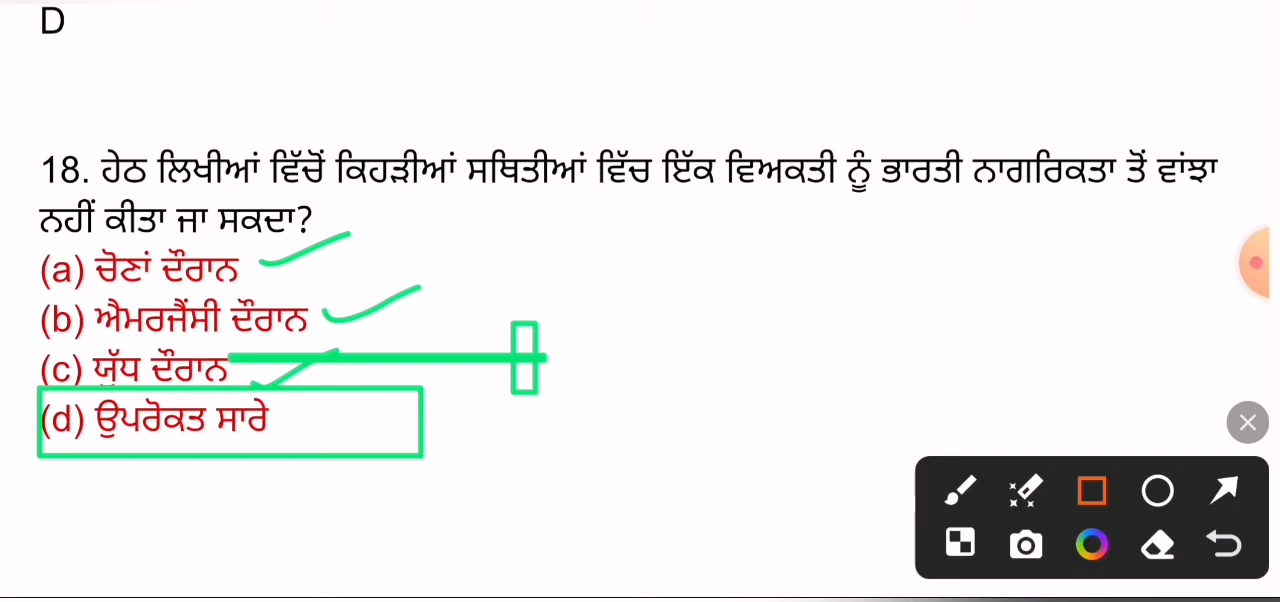 D
18. ਹੇਠ ਲਿਖੀਆਂ ਵਿੱਚੋਂ ਕਿਹੜੀਆਂ ਸਥਿਤੀਆਂ ਵਿੱਚ ਇੱਕ ਵਿਅਕਤੀ ਨੂੰ ਭਾਰਤੀ ਨਾਗਰਿਕਤਾ ਤੋਂ ਵਾਂਝਾ
ਨਹੀਂ ਕੀਤਾ ਜਾ ਸਕਦਾ?
(a) ਚੋਣਾਂ ਦੌਰਾਨ
(b) ਐਮਰਜੈਂਸੀ ਦੌਰਾਨ
(c) ਯੁੱਧ ਦੌਰਾਨ
(d) ਉਪਰੋਕਤ ਸਾਰੇ